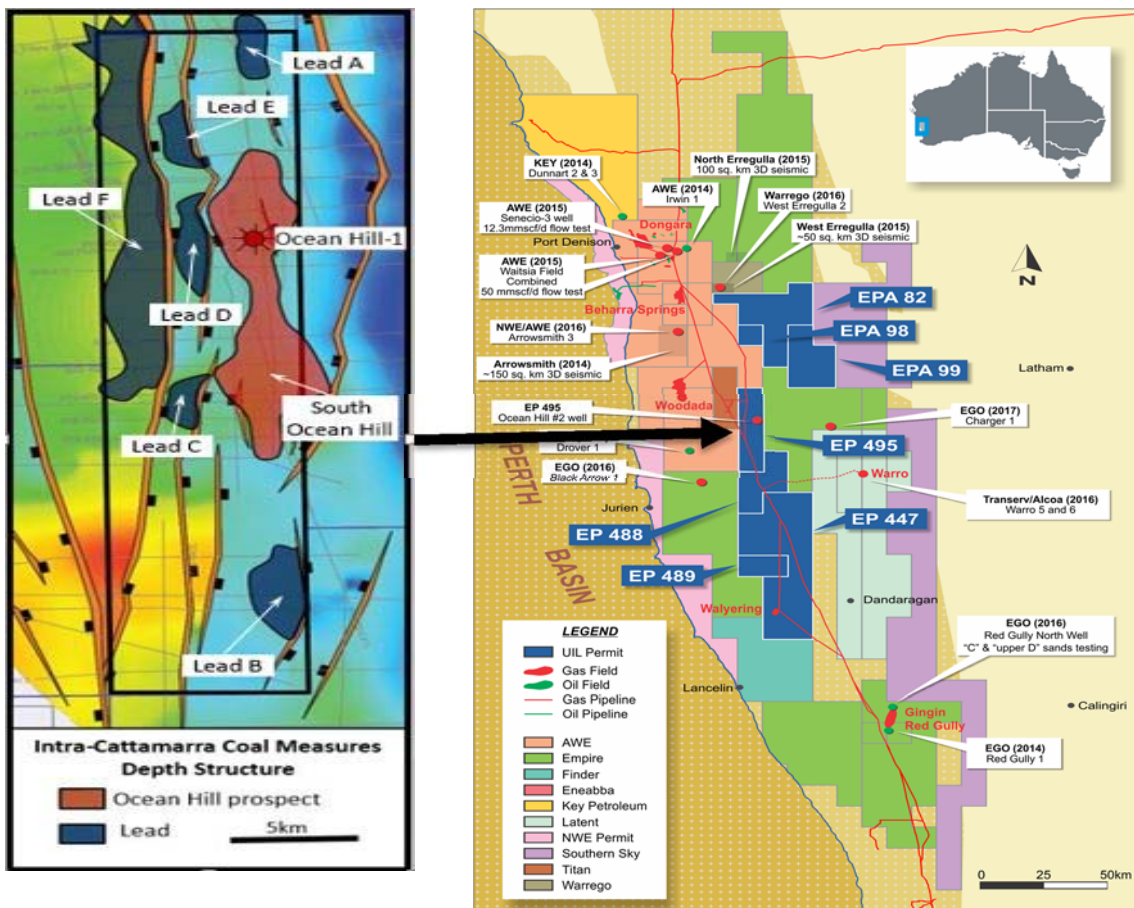 Lead A
Lead E
Lead F
Ocean Hill-1
Lead D
South
Ocean Hill
Lead C
Lead B
Intra-Cattamarra Coal Measures
Depth Structure
Ocean Hill prospect
Lead
5km
KEY (2014)
Dunnart 2 & 3
North Erregulla (2015)
100 sq. km 3D seismic
AWE (2014)
Irwin 1
Warrego (2016)
West Erregulla 2
AWE (2015)
Senecio-3 well
12.3mmscf/d flow test
West Erregulla (2015)
~50 sq. km 3D seismic
Dongara
Port Denison
AWE (2015)
Waitsia Field
Combined
50 mmscf/d flow test
N
EPA 82
Beharra Springs
EPA 98
NWE/AWE (2016)
Arrowsmith 3
Arrowsmith (2014)
~150 sq. km 3D seismic
EPA 99
Latham
Woodada
EP 495
Ocean Hill #2 well
EGO (2017)
Charger 1
EP 495
Drover 1
EGO (2016)
Black Arrow 1
Warro
Transerv/Alcoa (2016)
Warro 5 and 6
PERTH
BASIN
Jurien
EP 488
EP 447
EP 489
Dandaragan
Walyering
EGO (2016)
Red Gully North Well
"C" & "upper D" sands testing
Lancelin
Gingin
Red Gully
Calingiri
EGO (2014)
Red Gully 1
LEGEND
UIL Permit
Gas Field
Oil Field
Gas Pipeline
Oil Pipeline
AWE
Empire
Finder
Eneabba
Key Petroleum
Latent
NWE Permit
Southern Sky
Titan
Warrego
0 25 50km